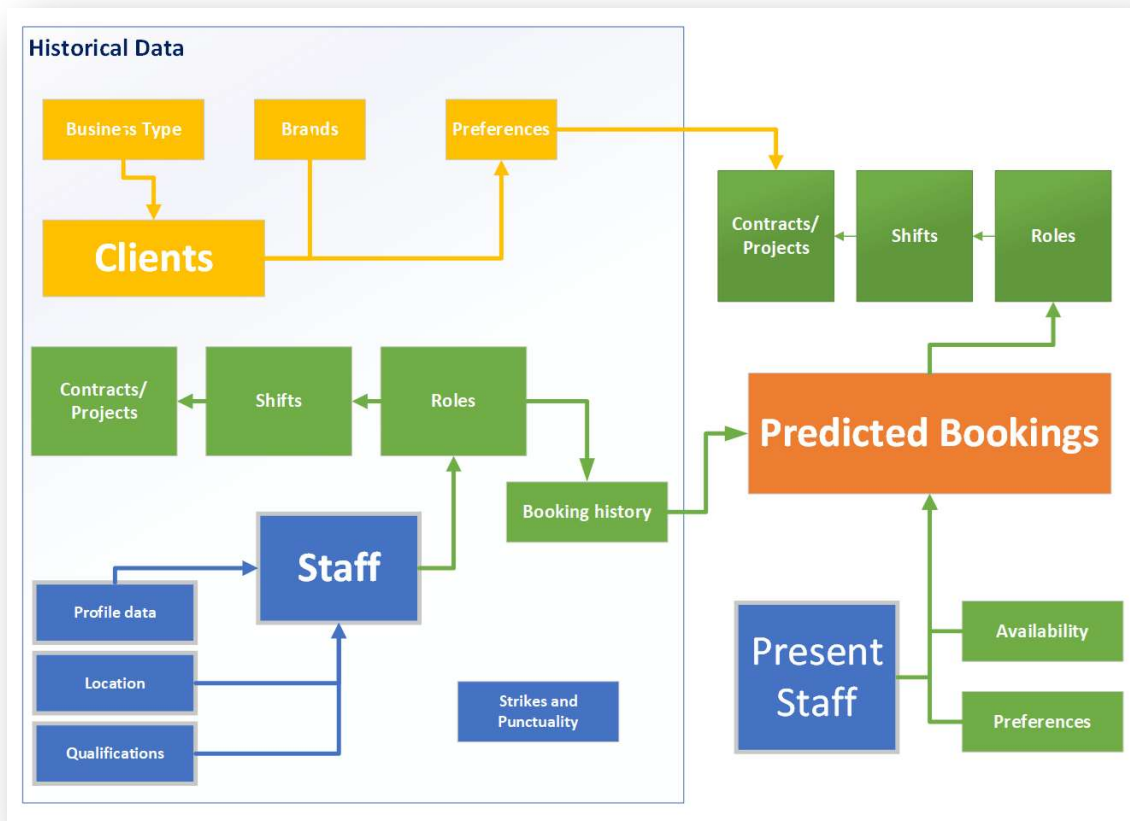 Historical Data
Business Type
Brands
Preferences
Clients
Contracts/
Projects
Shifts
Roles
Contracts/
Projects
Shifts
Roles
Predicted Bookings
Booking history
Staff
Profile data
Location
Qualifications
Strikes and
Punctuality
Present
Staff
Availability
Preferences